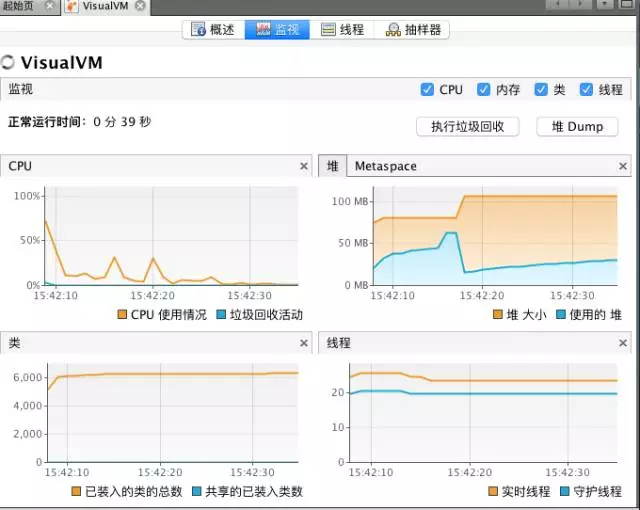 起始页 VisualVM
概述 监视 线程 抽样器
VisualVM
监视 CPU 内存 类 线程
正常运行时间: 0 分 39 秒 执行垃圾回收 堆 Dump
CPU
100%
50%
0%
15:42:10 15:42:20 15:42:30
CPU 使用情况 垃圾回收活动
堆 Metaspace
100 MB
50 MB
0 MB
15:42:10 15:42:20 15:42:30
堆 大小 使用的 堆
类
6,000
4,000
2,000
0
15:42:10 15:42:20 15:42:30
已装入的类的总数 共享的已装入类数
线程
20
10
0
15:42:10 15:42:20 15:42:30
实时线程 守护线程